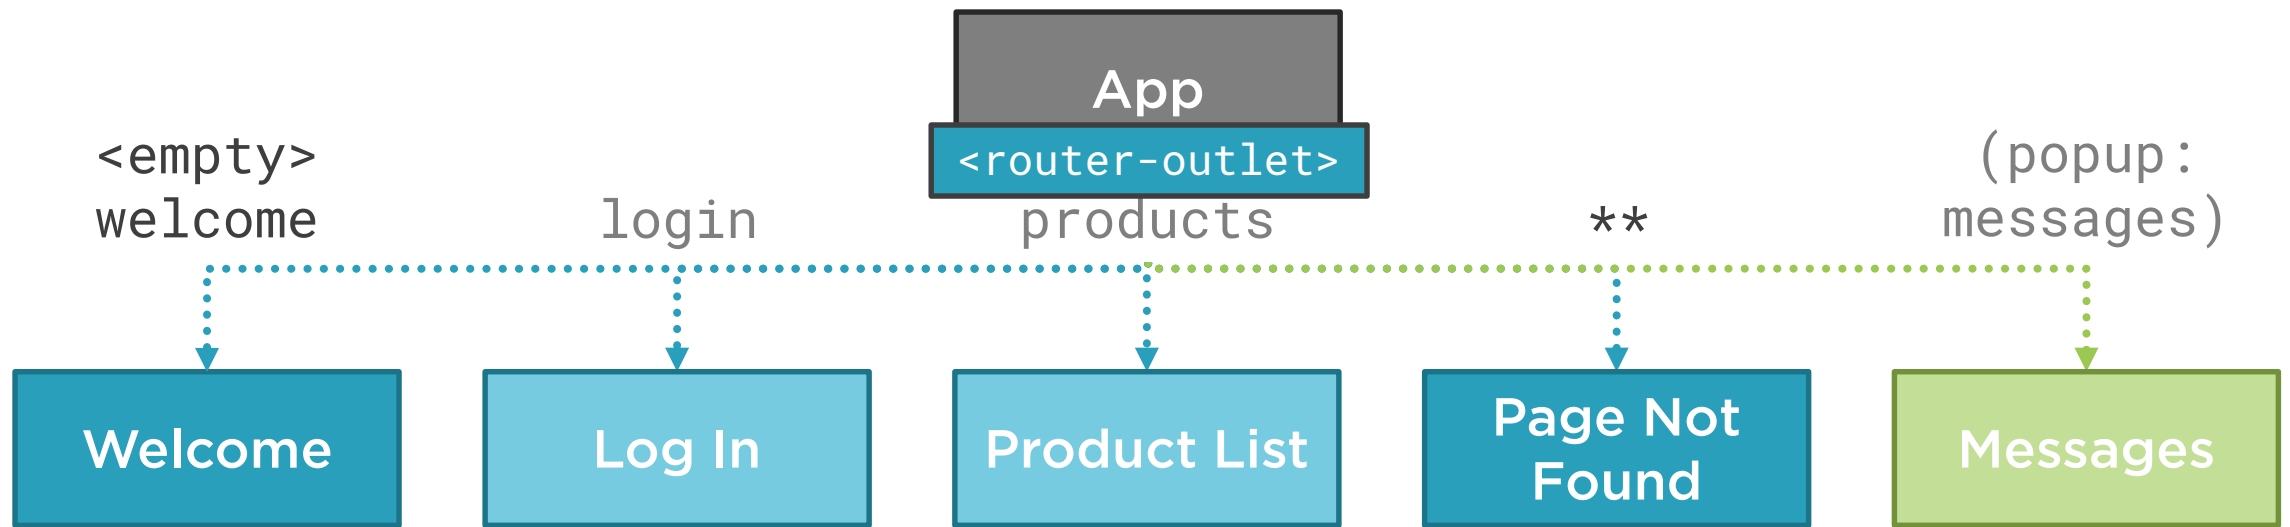 App
<router-outlet>
<empty>
welcome
login
products
**
(popup:
messages)
Welcome
Log In
Product List
Page Not
Found
Messages